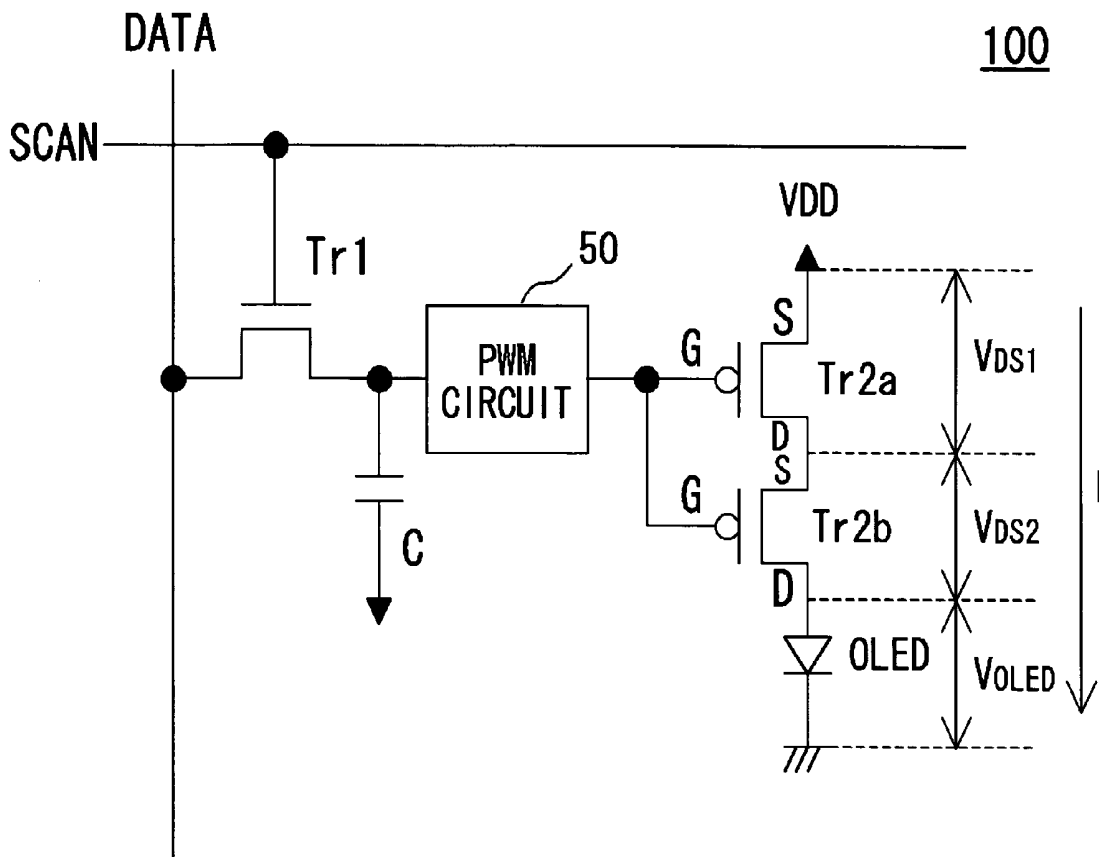 DATA
100
SCAN
VDD
Tr1
50
S
G
PWM
CIRCUIT
Tr2a
VDS1
D
S
G
Tr2b
VDS2
C
D
OLED
VOLED